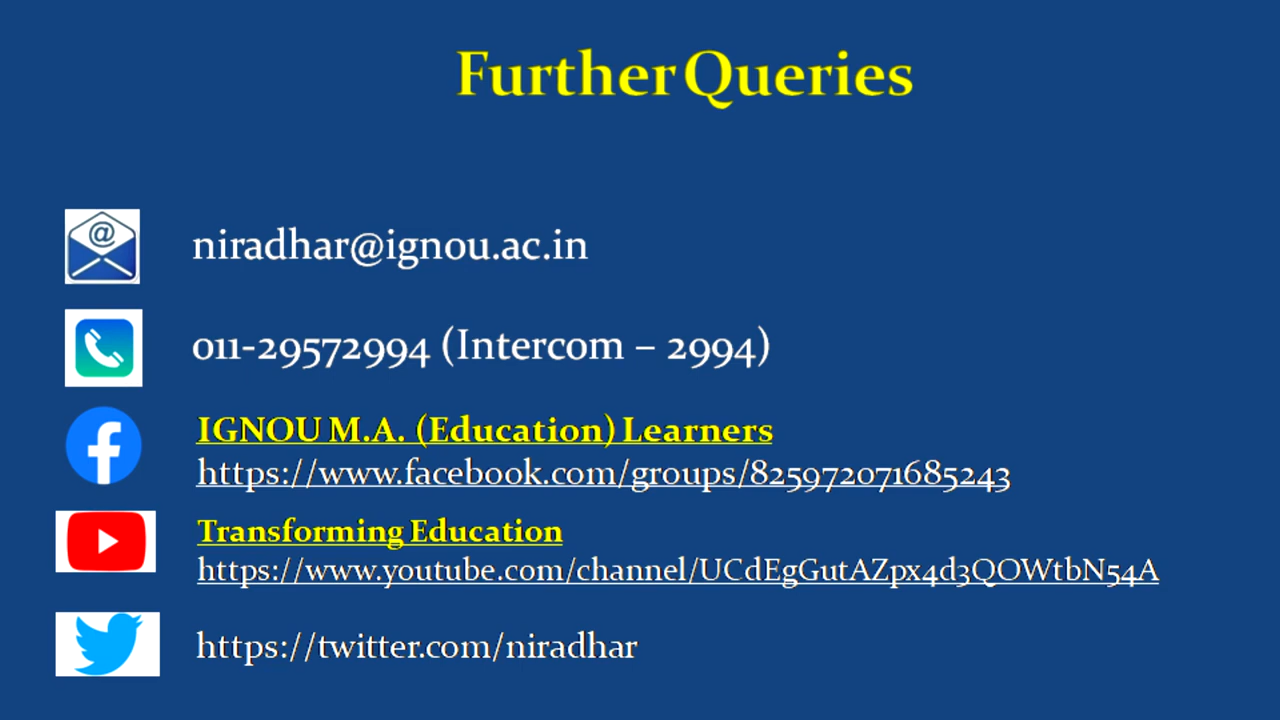 Further Queries
@
niradhar@ignou.ac.in
011-29572994 (Intercom – 2994)
f
IGNOU M.A. (Education) Learners
https://www.facebook.com/groups/825972071685243
Transforming Education
https://www.youtube.com/channel/UCdEgGutAZpx4d3QOWtbN54A
https://twitter.com/niradhar